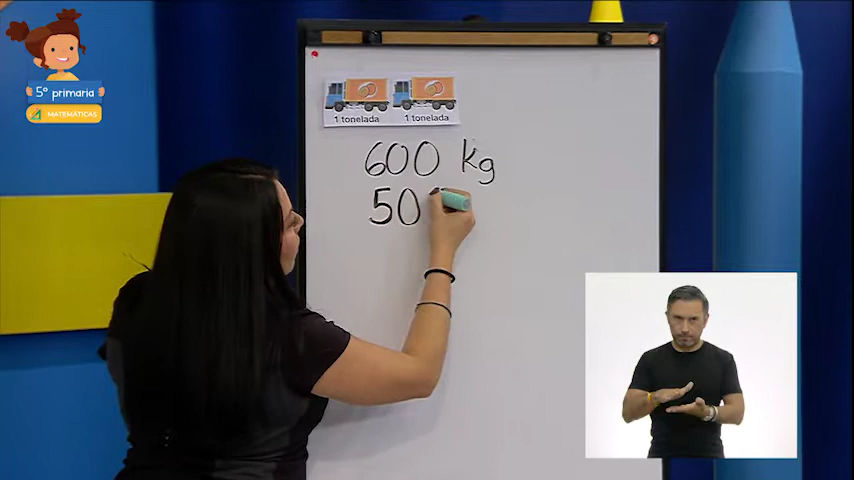 5° primaria
MATEMÁTICAS
1 tonelada 1 tonelada
600 kg
50